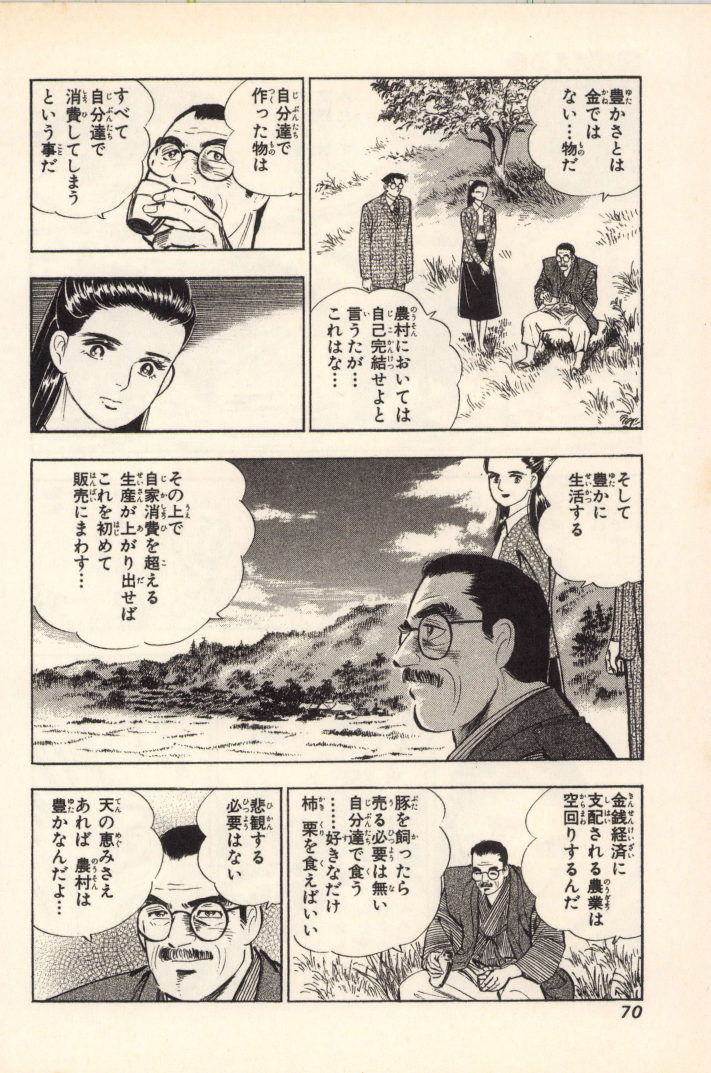 豊かさとは
金では
ない…物だ
農村においては
自己完結せよと
言うたが…
これはな…
自分達で
作った物は
すべて
自分達で
消費してしまう
という事だ
そして
豊かに
生活する
その上で
自家消費を超える
生産が上がり出せば
これを初めて
販売にまわす…
金銭経済に
支配される農業は
空回りするんだ
豚を飼ったら
売る必要は無い
自分達で食う
……好きなだけ
柿 栗を食えばいい
悲観する
必要はない
天の恵みさえ
あれば 農村は
豊かなんだよ…
70